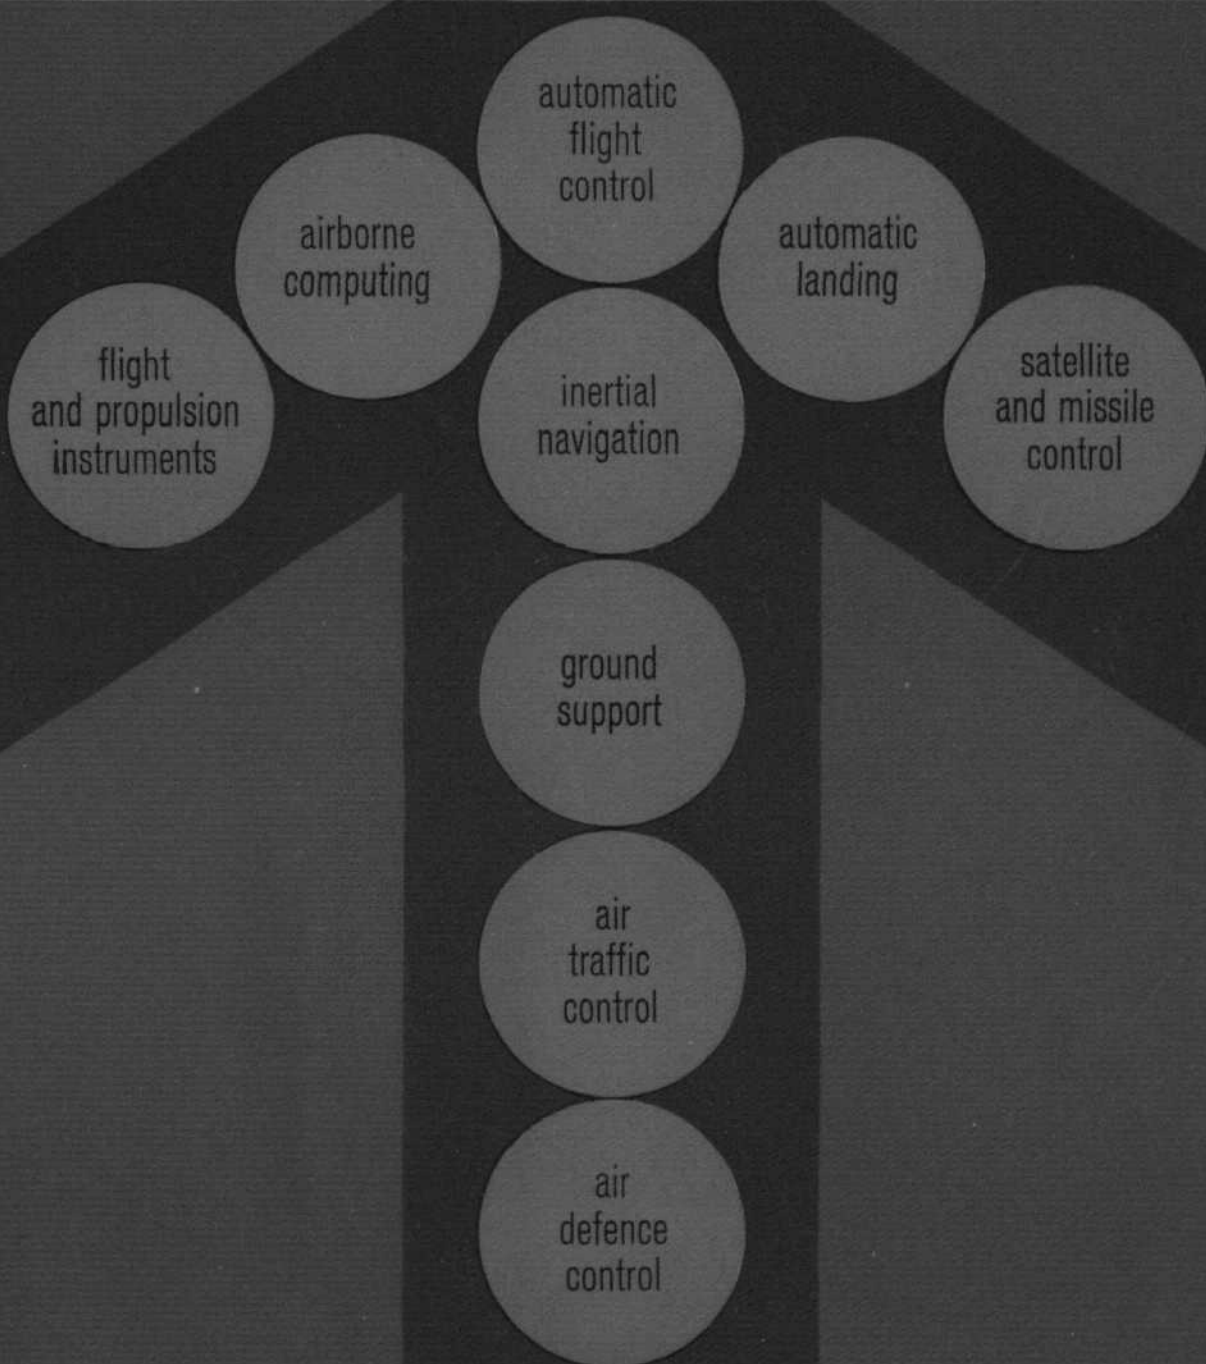 automatic
flight
control
airborne
computing
automatic
landing
flight
and propulsion
instruments
inertial
navigation
satellite
and missile
control
ground
support
air
traffic
control
air
defence
control